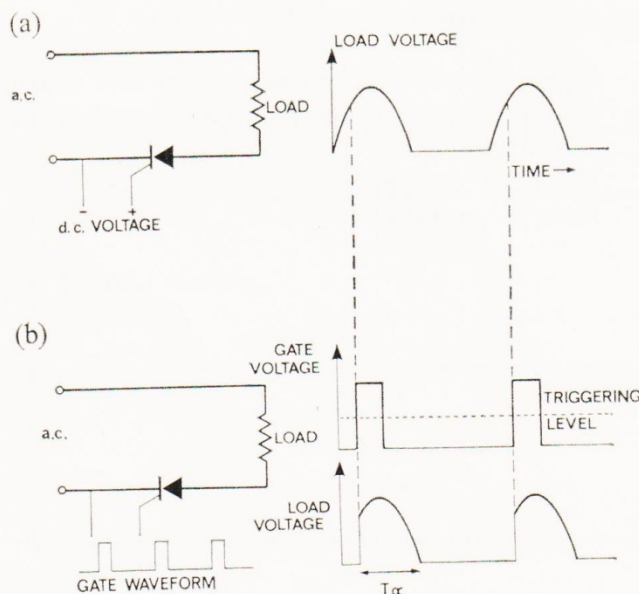 (a)
a.c.
LOAD
- +
d.c. VOLTAGE
LOAD VOLTAGE
TIME →
(b)
a.c.
LOAD
GATE WAVEFORM
GATE
VOLTAGE
TRIGGERING
LEVEL
LOAD
VOLTAGE
T∝